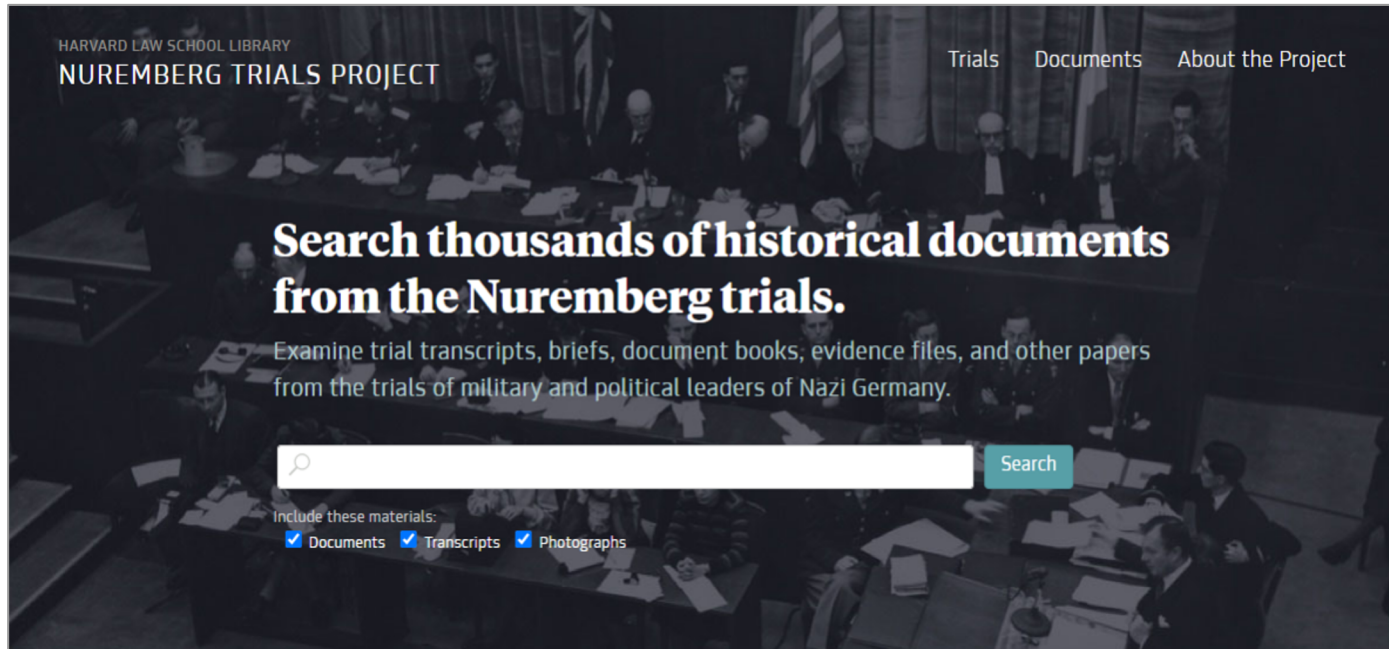 HARVARD LAW SCHOOL LIBRARY
NUREMBERG TRIALS PROJECT
Trials Documents About the Project
Search thousands of historical documents
from the Nuremberg trials.
Examine trial transcripts, briefs, document books, evidence files, and other papers
from the trials of military and political leaders of Nazi Germany.
Search
Include these materials:
Documents Transcripts Photographs